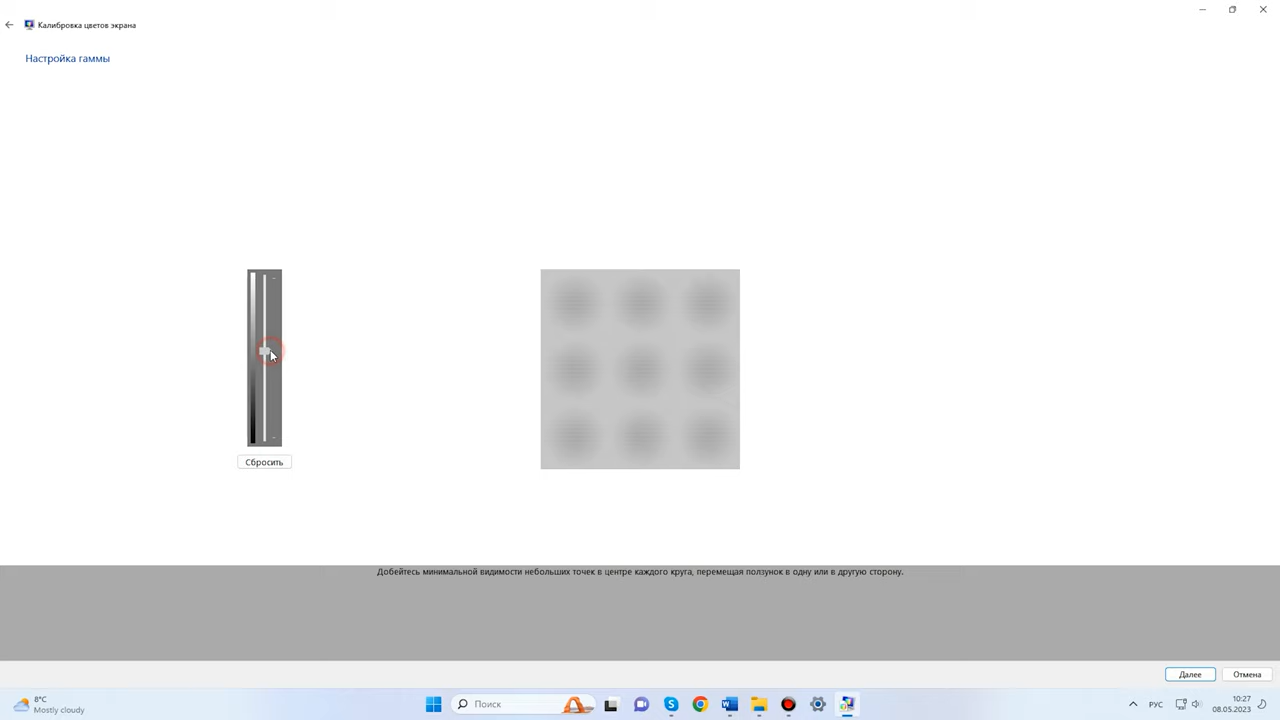 Калибровка цветов экрана
Настройка гаммы
Сбросить
Добейтесь минимальной видимости небольших точек в центре каждого круга, перемещая ползунок в одну или в другую сторону.
Далее
Отмена
8°C
Mostly cloudy
Поиск
РУС
10:27
08.05.2023